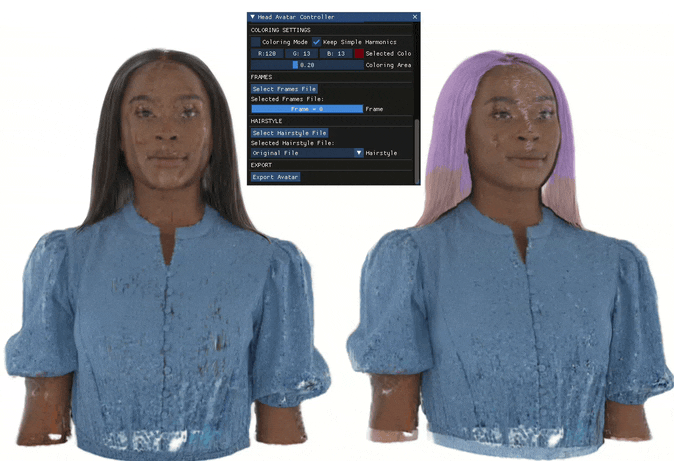 ▼ Head Avatar Controller ×
COLORING SETTINGS
Coloring Mode Keep Simple Harmonics
R:128 G: 13 B: 13 Selected Colo
0.20 Coloring Area
FRAMES
Select Frames File
Selected Frames File:
Frame = 0 Frame
HAIRSTYLE
Select Hairstyle File
Selected Hairstyle File:
Original File ▼ Hairstyle
EXPORT
Export Avatar